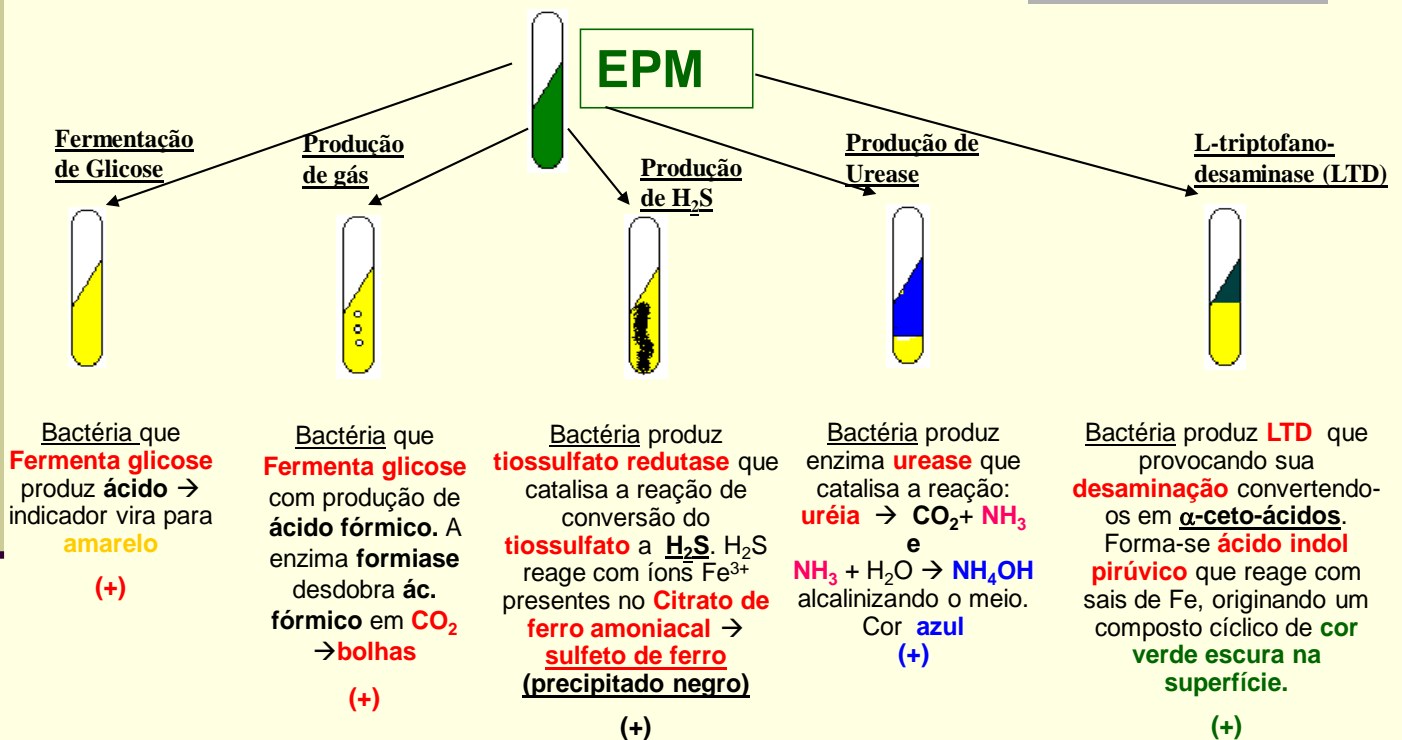 EPM
Fermentação
de Glicose
Produção
de gás
Produção
de H₂S
Produção de
Urease
L-triptofano-
desaminase (LTD)
Bactéria que
Fermenta glicose
produz ácido →
indicador vira para
amarelo
(+)
Bactéria que
Fermenta glicose
com produção de
ácido fórmico. A
enzima formiase
desdobra ác.
fórmico em CO₂
→bolhas
(+)
Bactéria produz
tiossulfato redutase que
catalisa a reação de
conversão do
tiossulfato a H₂S. H₂S
reage com íons Fe³⁺
presentes no Citrato de
ferro amoniacal →
sulfeto de ferro
(precipitado negro)
(+)
Bactéria produz
enzima urease que
catalisa a reação:
uréia → CO₂+ NH₃
e
NH₃ + H₂O → NH₄OH
alcalinizando o meio.
Cor azul
(+)
Bactéria produz LTD que
provocando sua
desaminação convertendo-
os em α-ceto-ácidos.
Forma-se ácido indol
pirúvico que reage com
sais de Fe, originando um
composto cíclico de cor
verde escura na
superfície.
(+)